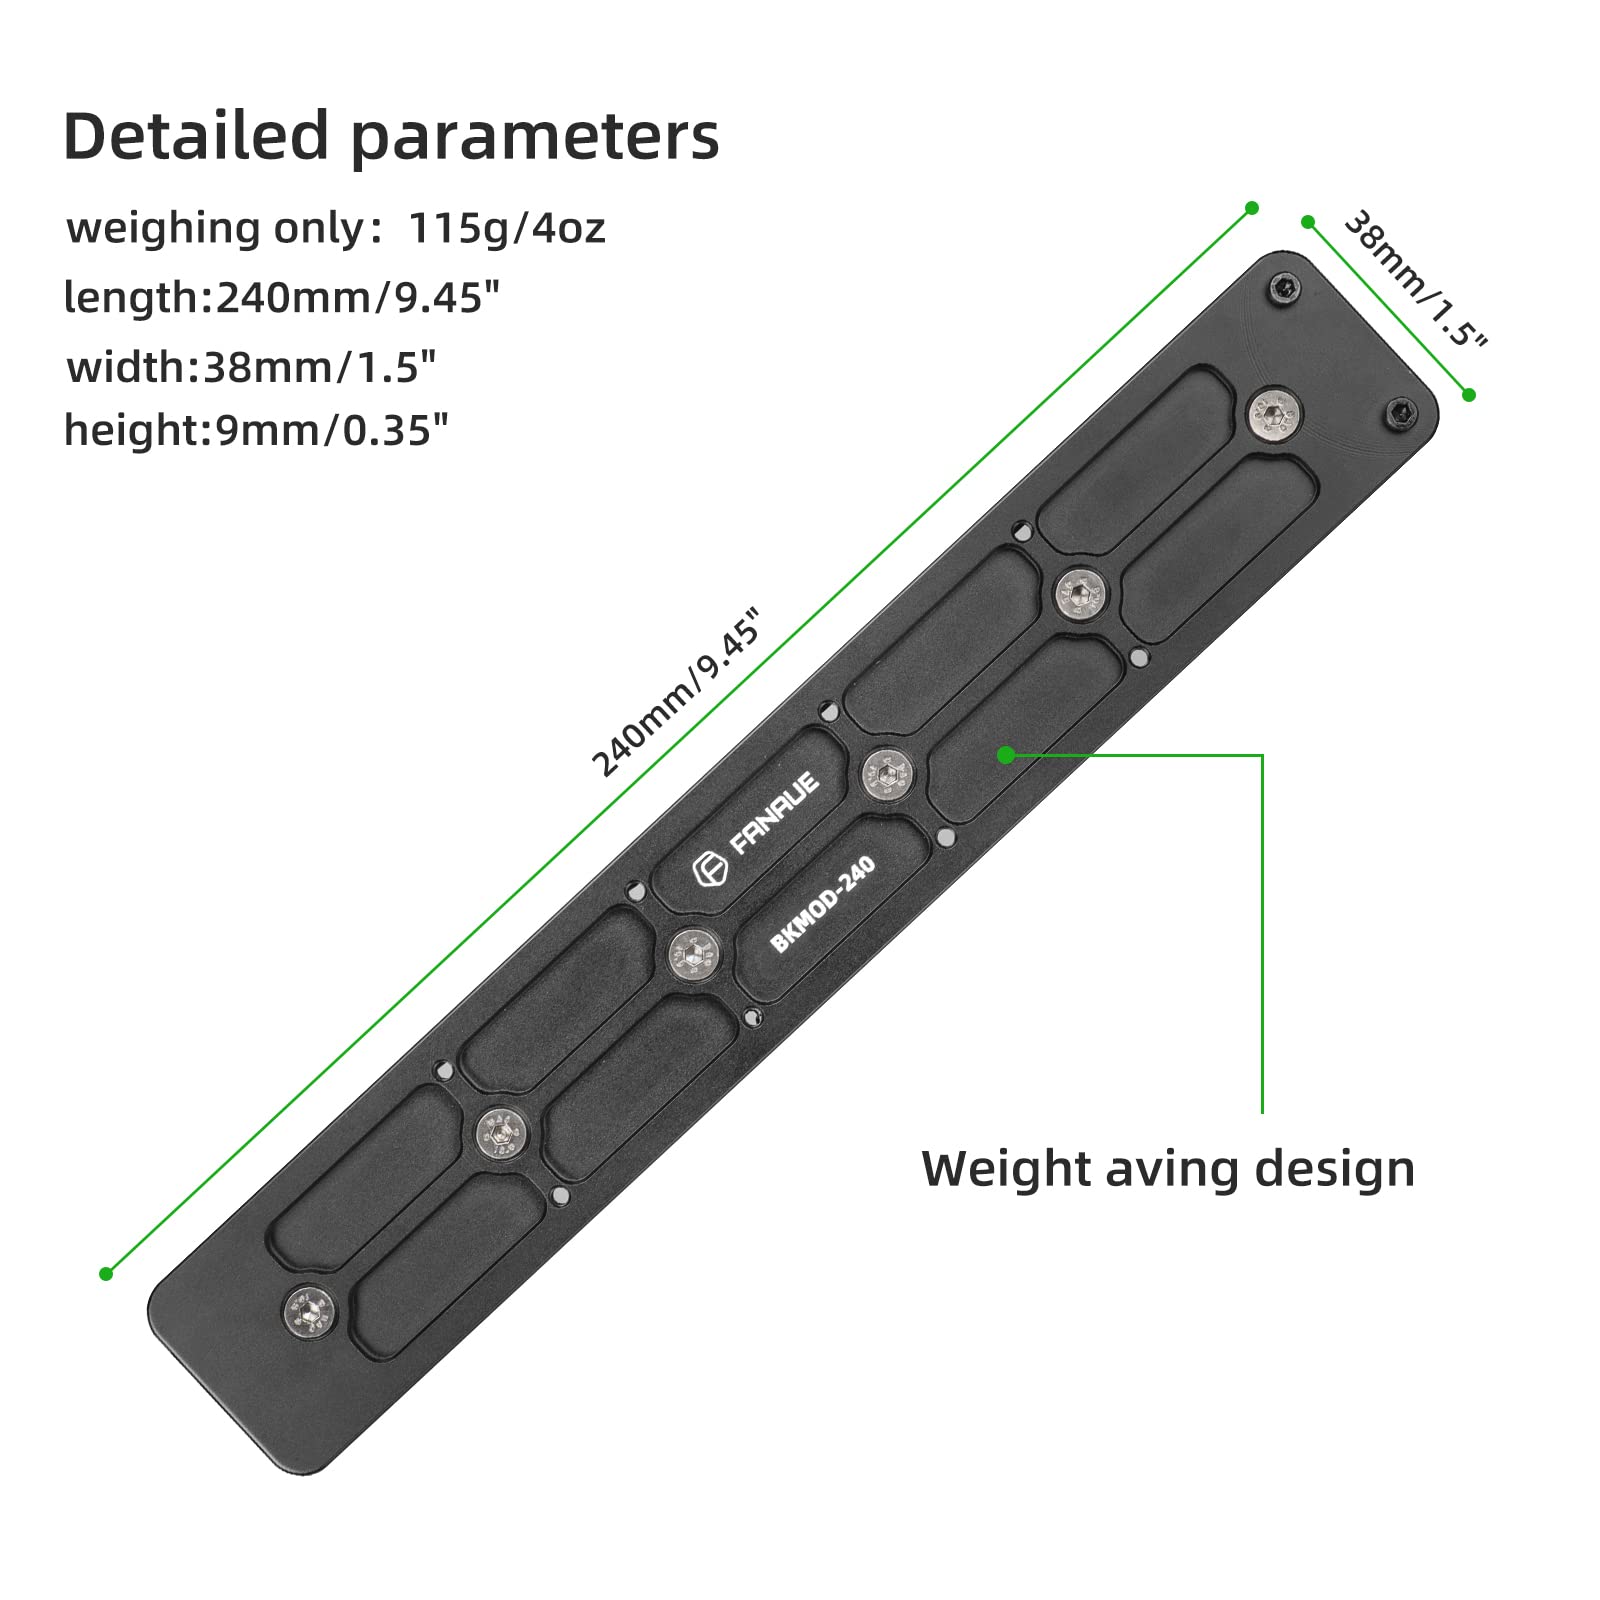 Detailed parameters
weighing only: 115g/4oz
length:240mm/9.45"
width:38mm/1.5"
height:9mm/0.35"
38mm/1.5"
240mm/9.45"
FANAUE
BKMOD-240
Weight aving design